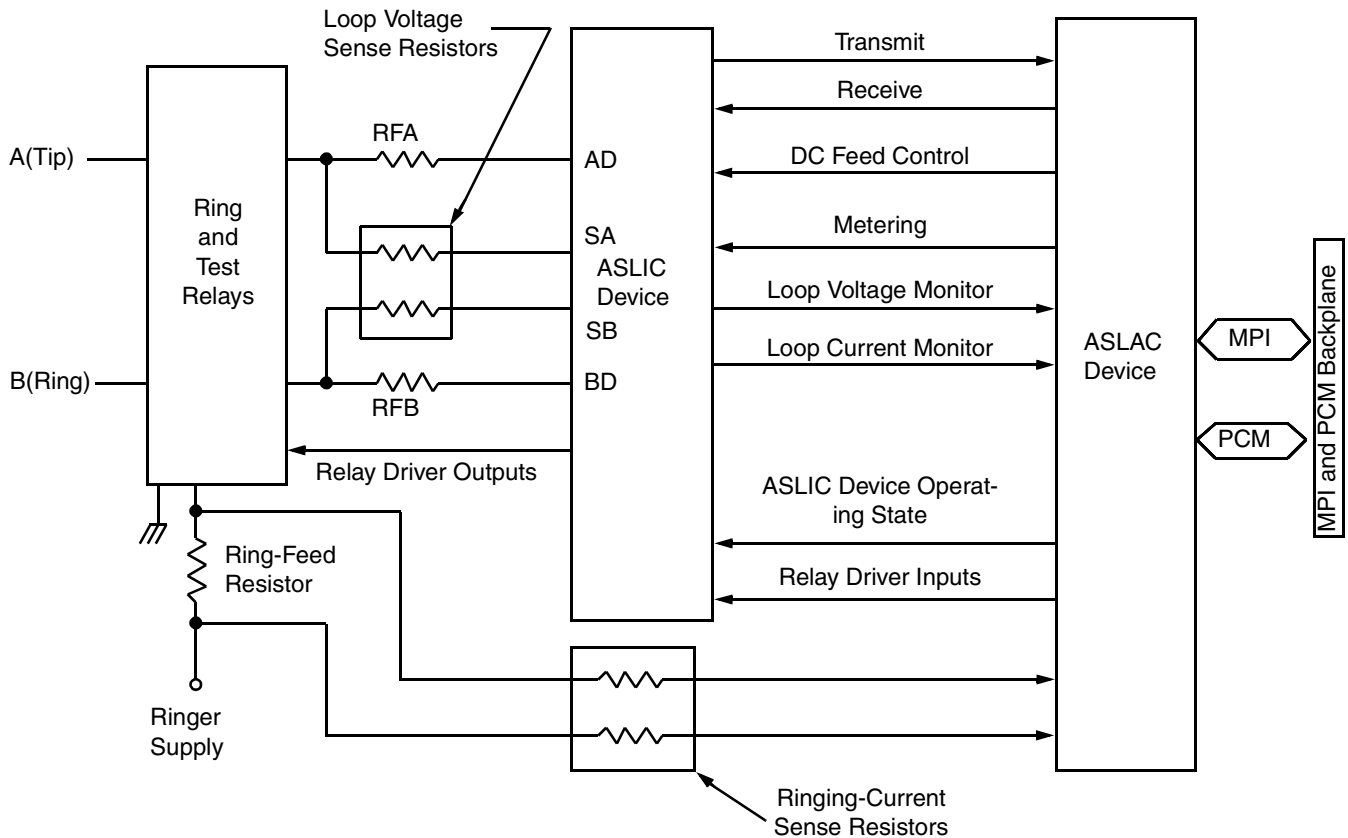 Loop Voltage
Sense Resistors
Transmit
Receive
RFA
A(Tip)
AD
DC Feed Control
Ring
and
Test
Relays
SA
ASLIC
Device
Metering
Loop Voltage Monitor
SB
ASLAC
Device
MPI
Loop Current Monitor
B(Ring)
BD
RFB
PCM
MPI and PCM Backplane
Relay Driver Outputs
ASLIC Device Operat-
ing State
Ring-Feed
Resistor
Relay Driver Inputs
Ringer
Supply
Ringing-Current
Sense Resistors